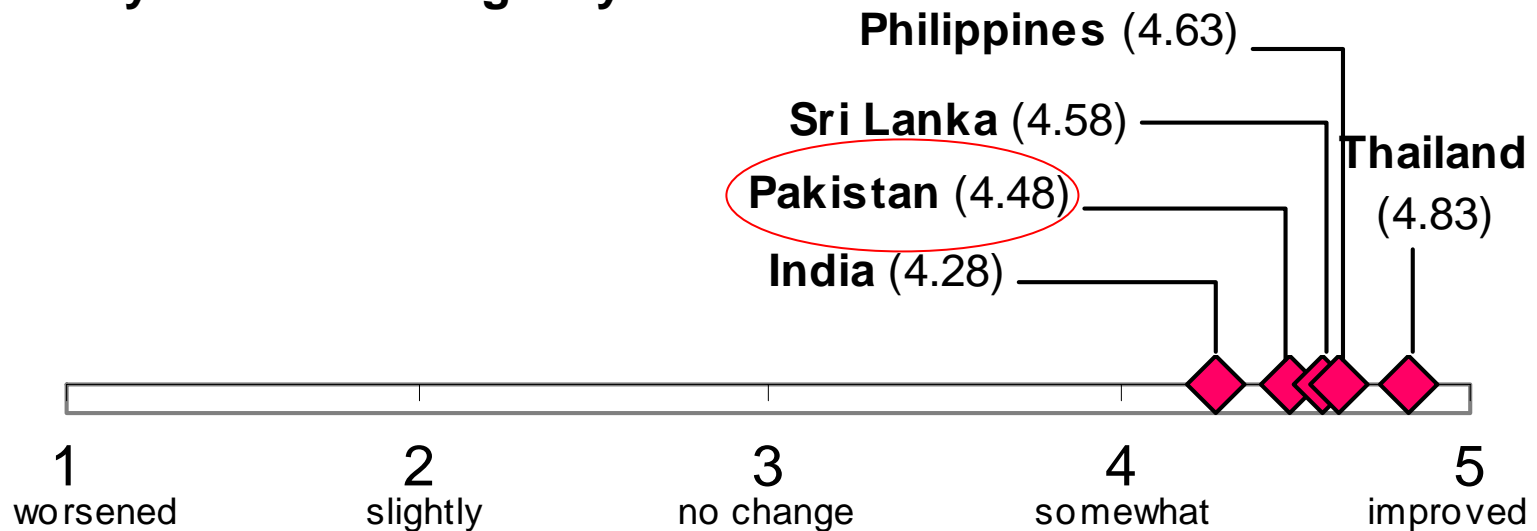 Philippines (4.63)
Sri Lanka (4.58)
Thailand
(4.83)
Pakistan (4.48)
India (4.28)
1 2 3 4 5
worsened slightly no change somewhat improved